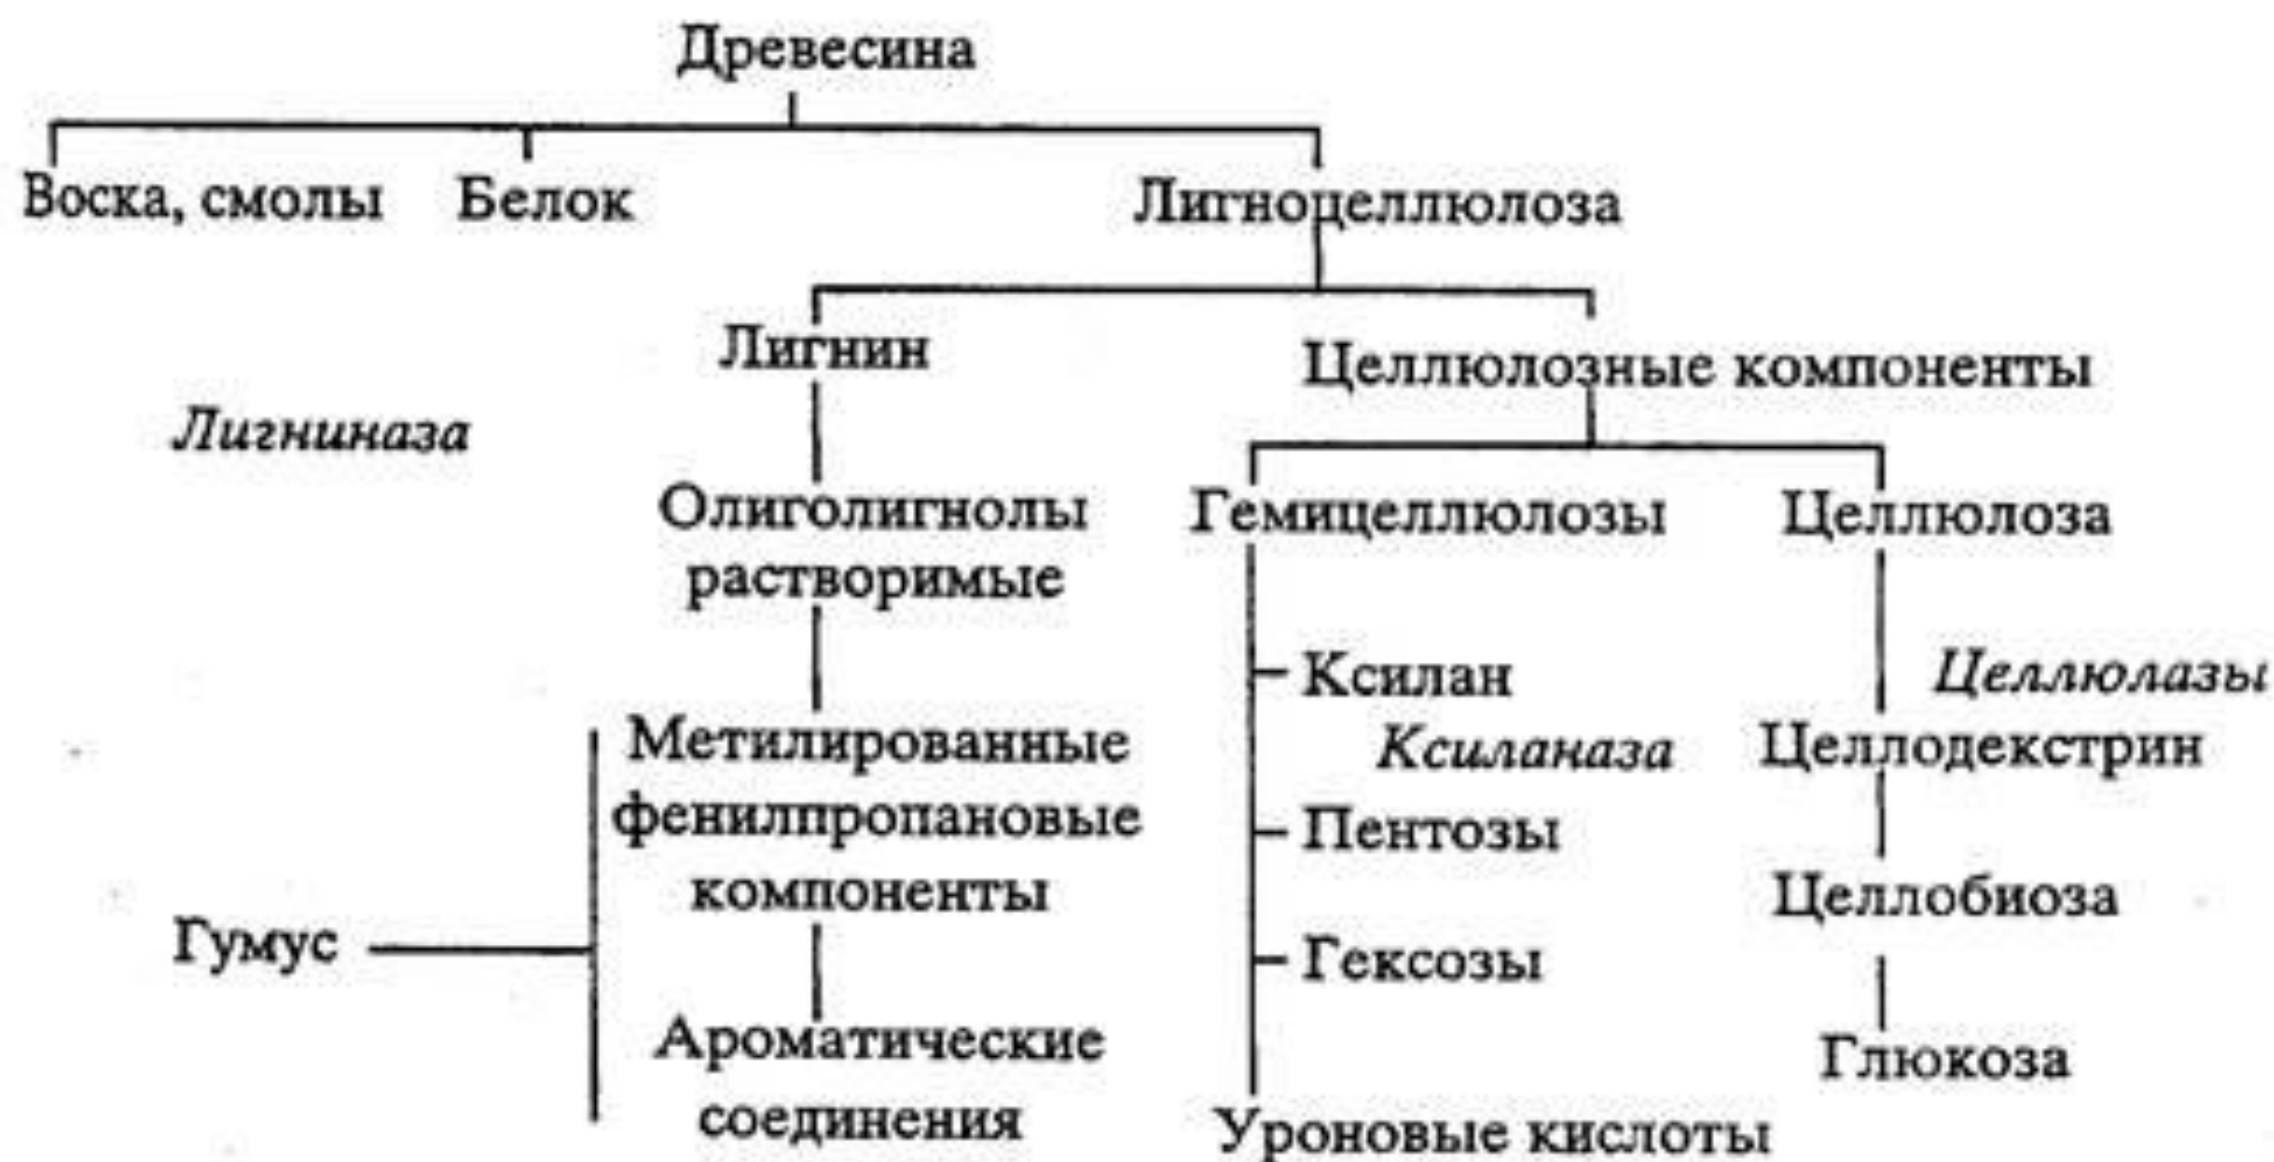 Древесина
Воска, смолы Белок Лигноцеллюлоза
Лигнин
Целлюлозные компоненты
Лигниназа
Олиголигнолы
растворимые
Гемицеллюлозы Целлюлоза
Ксилан
Целлюлазы
Ксиланаза
Метилированные
фенилпропановые
компоненты
Целлодекстрин
Пентозы
Целлобиоза
Гумус
Гексозы
Ароматические
соединения
Глюкоза
Уроновые кислоты